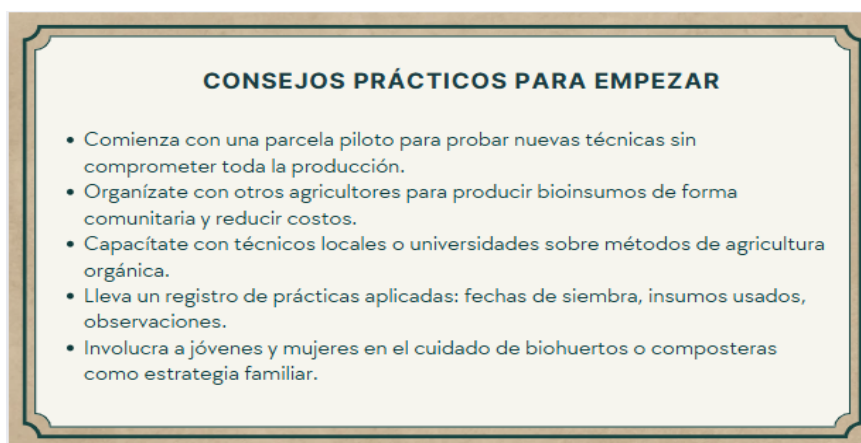 CONSEJOS PRÁCTICOS PARA EMPEZAR
• Comienza con una parcela piloto para probar nuevas técnicas sin
comprometer toda la producción.
• Organízate con otros agricultores para producir bioinsumos de forma
comunitaria y reducir costos.
• Capacítate con técnicos locales o universidades sobre métodos de agricultura
orgánica.
• Lleva un registro de prácticas aplicadas: fechas de siembra, insumos usados,
observaciones.
• Involucra a jóvenes y mujeres en el cuidado de biohuertos o composteras
como estrategia familiar.